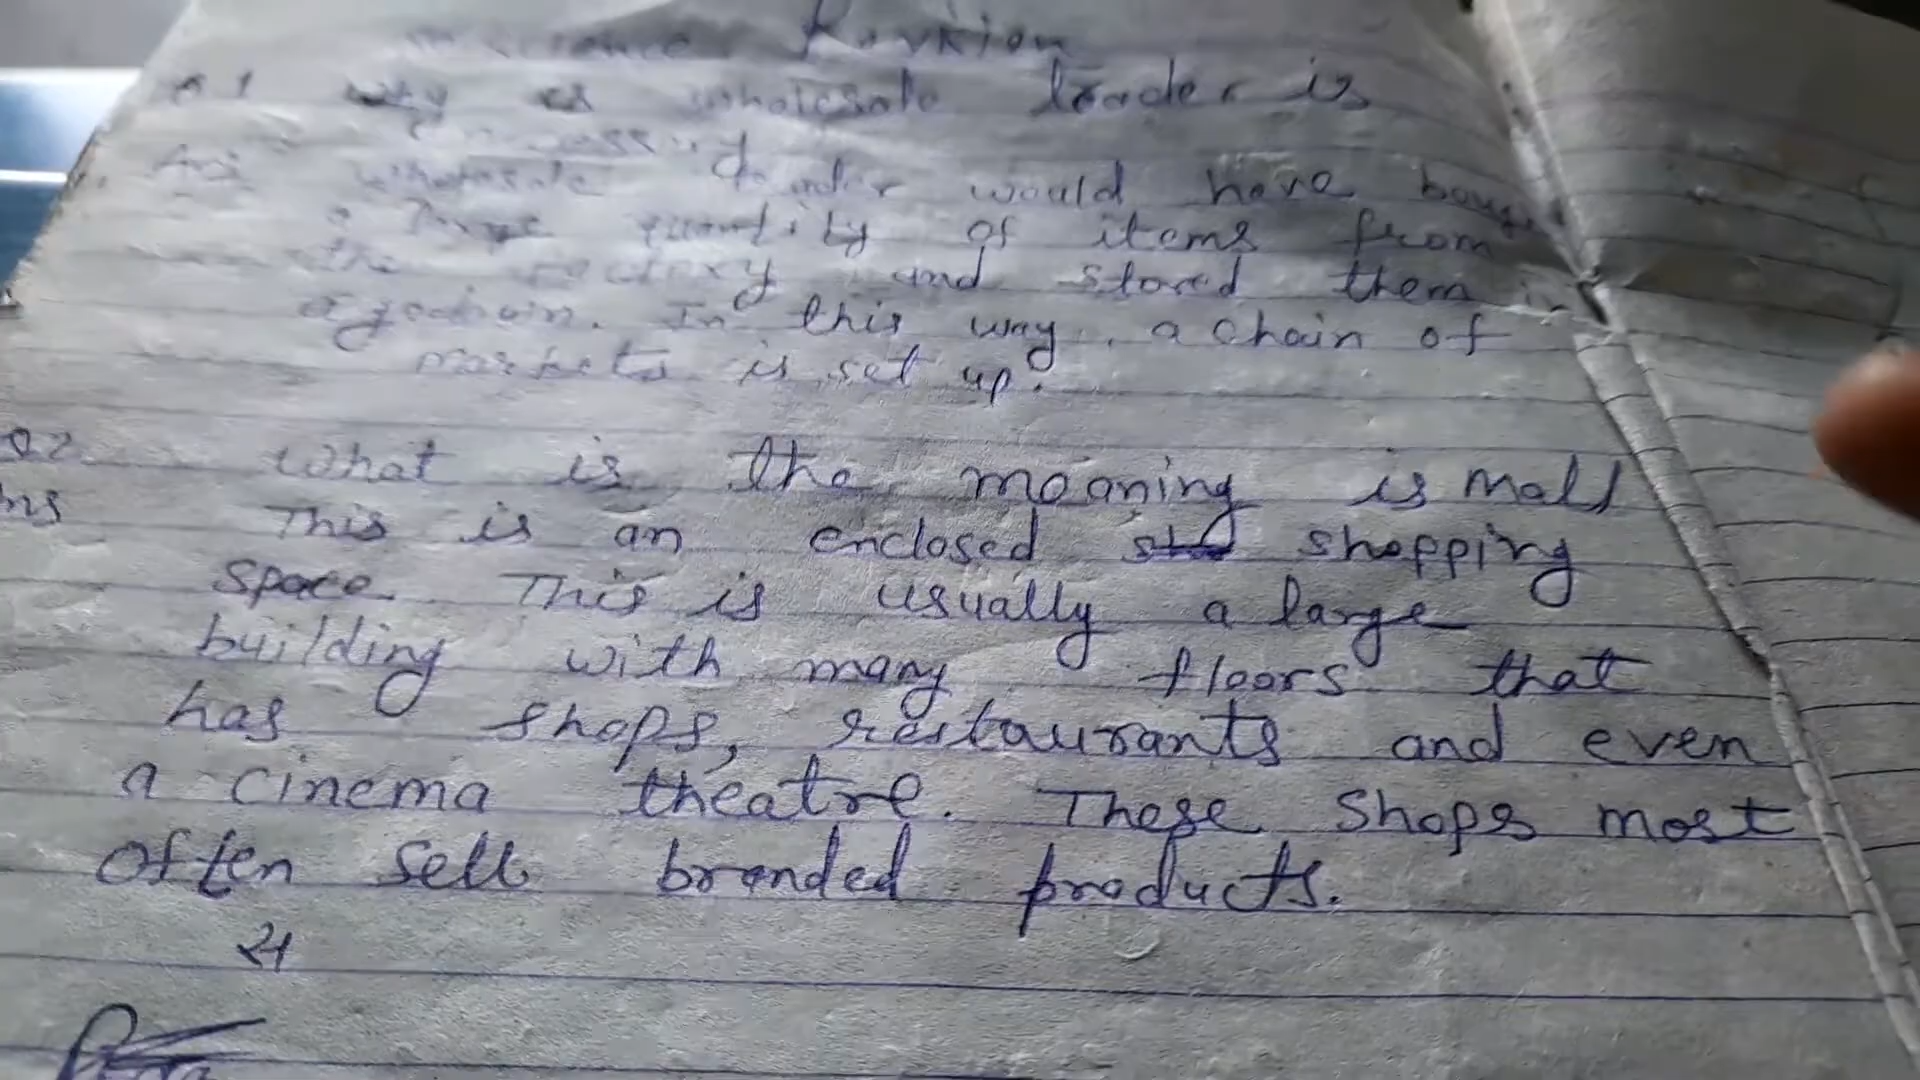 Revision
Q1 Why is wholesale trader is
Ans wholesale trader would have
a large quantity of items from
the factory and stored them in
a godown. In this way, a chain of
markets is set up.
Q2 What is the meaning is mall
Ans This is an enclosed shopping
space. This is usually a large
building with many floors that
has shops, restaurants and even
a cinema theatre. These shops most
often sell branded products.